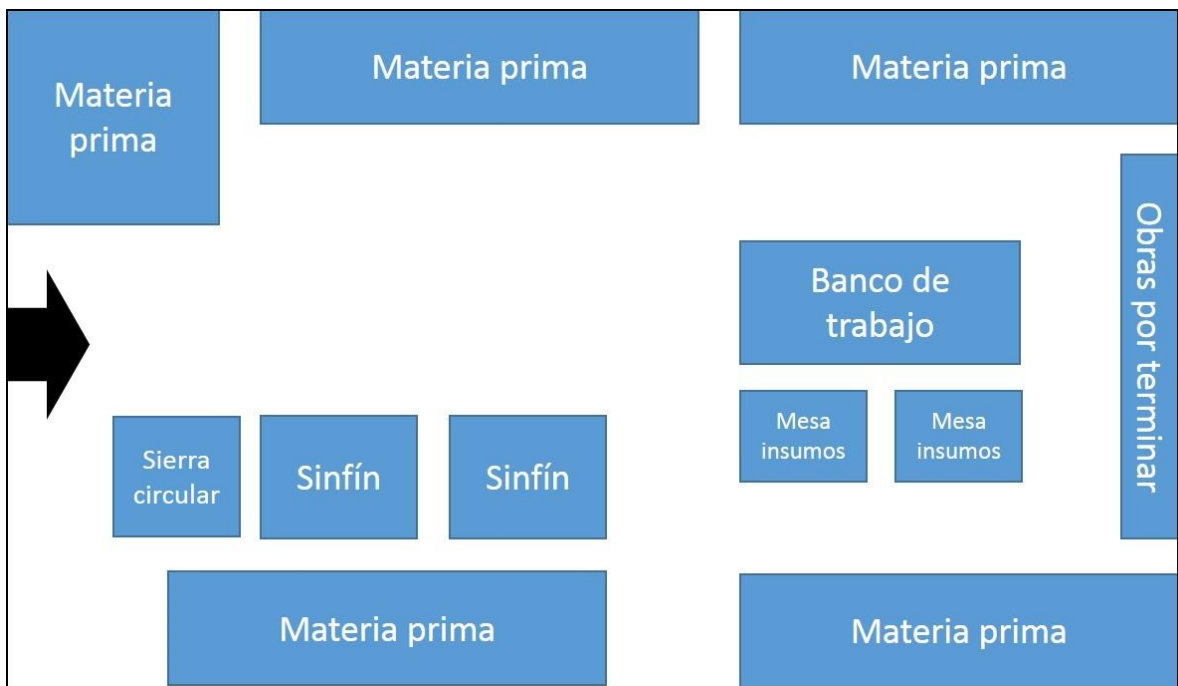 Materia
prima
Materia prima
Materia prima
Obras por terminar
Banco de
trabajo
Mesa
insumos
Mesa
insumos
Sierra
circular
Sinfín
Sinfín
Materia prima
Materia prima